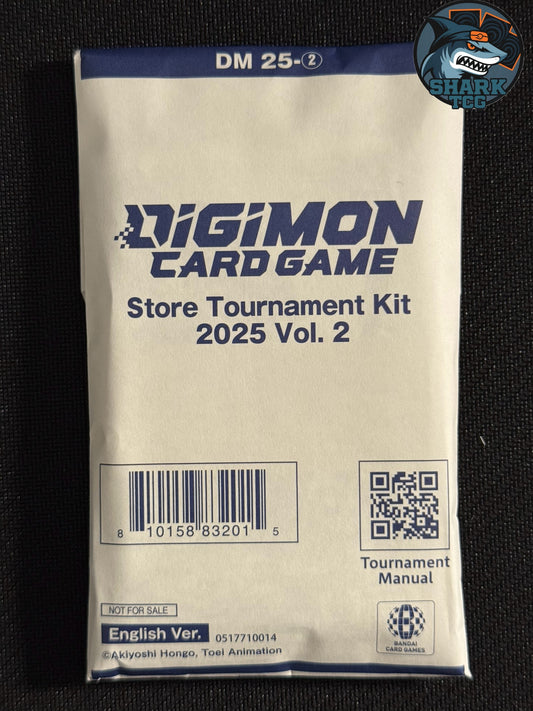 DM 25-②
SHARK
TCG
DIGIMON
CARD GAME
Store Tournament Kit
2025 Vol. 2
8 10158 83201 5
Tournament
Manual
NOT FOR SALE
English Ver. 0517710014
©Akiyoshi Hongo, Toei Animation
BANDAI
CARD GAMES